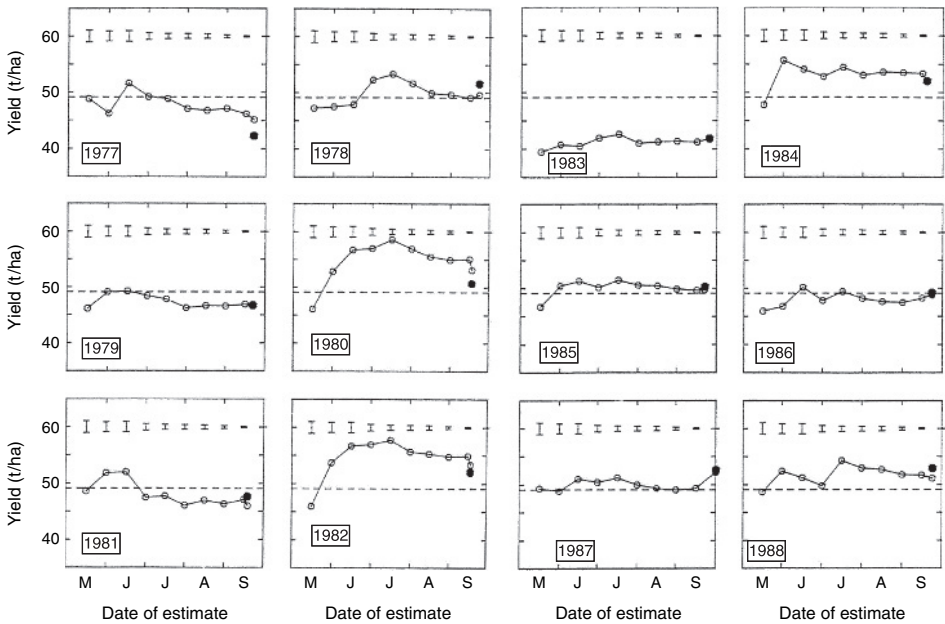 60
50
40
Yield (t/ha)
1977
1978
1983
1984
60
50
40
Yield (t/ha)
1979
1980
1985
1986
60
50
40
Yield (t/ha)
1981
1982
1987
1988
M J J A S
M J J A S
M J J A S
M J J A S
Date of estimate
Date of estimate
Date of estimate
Date of estimate